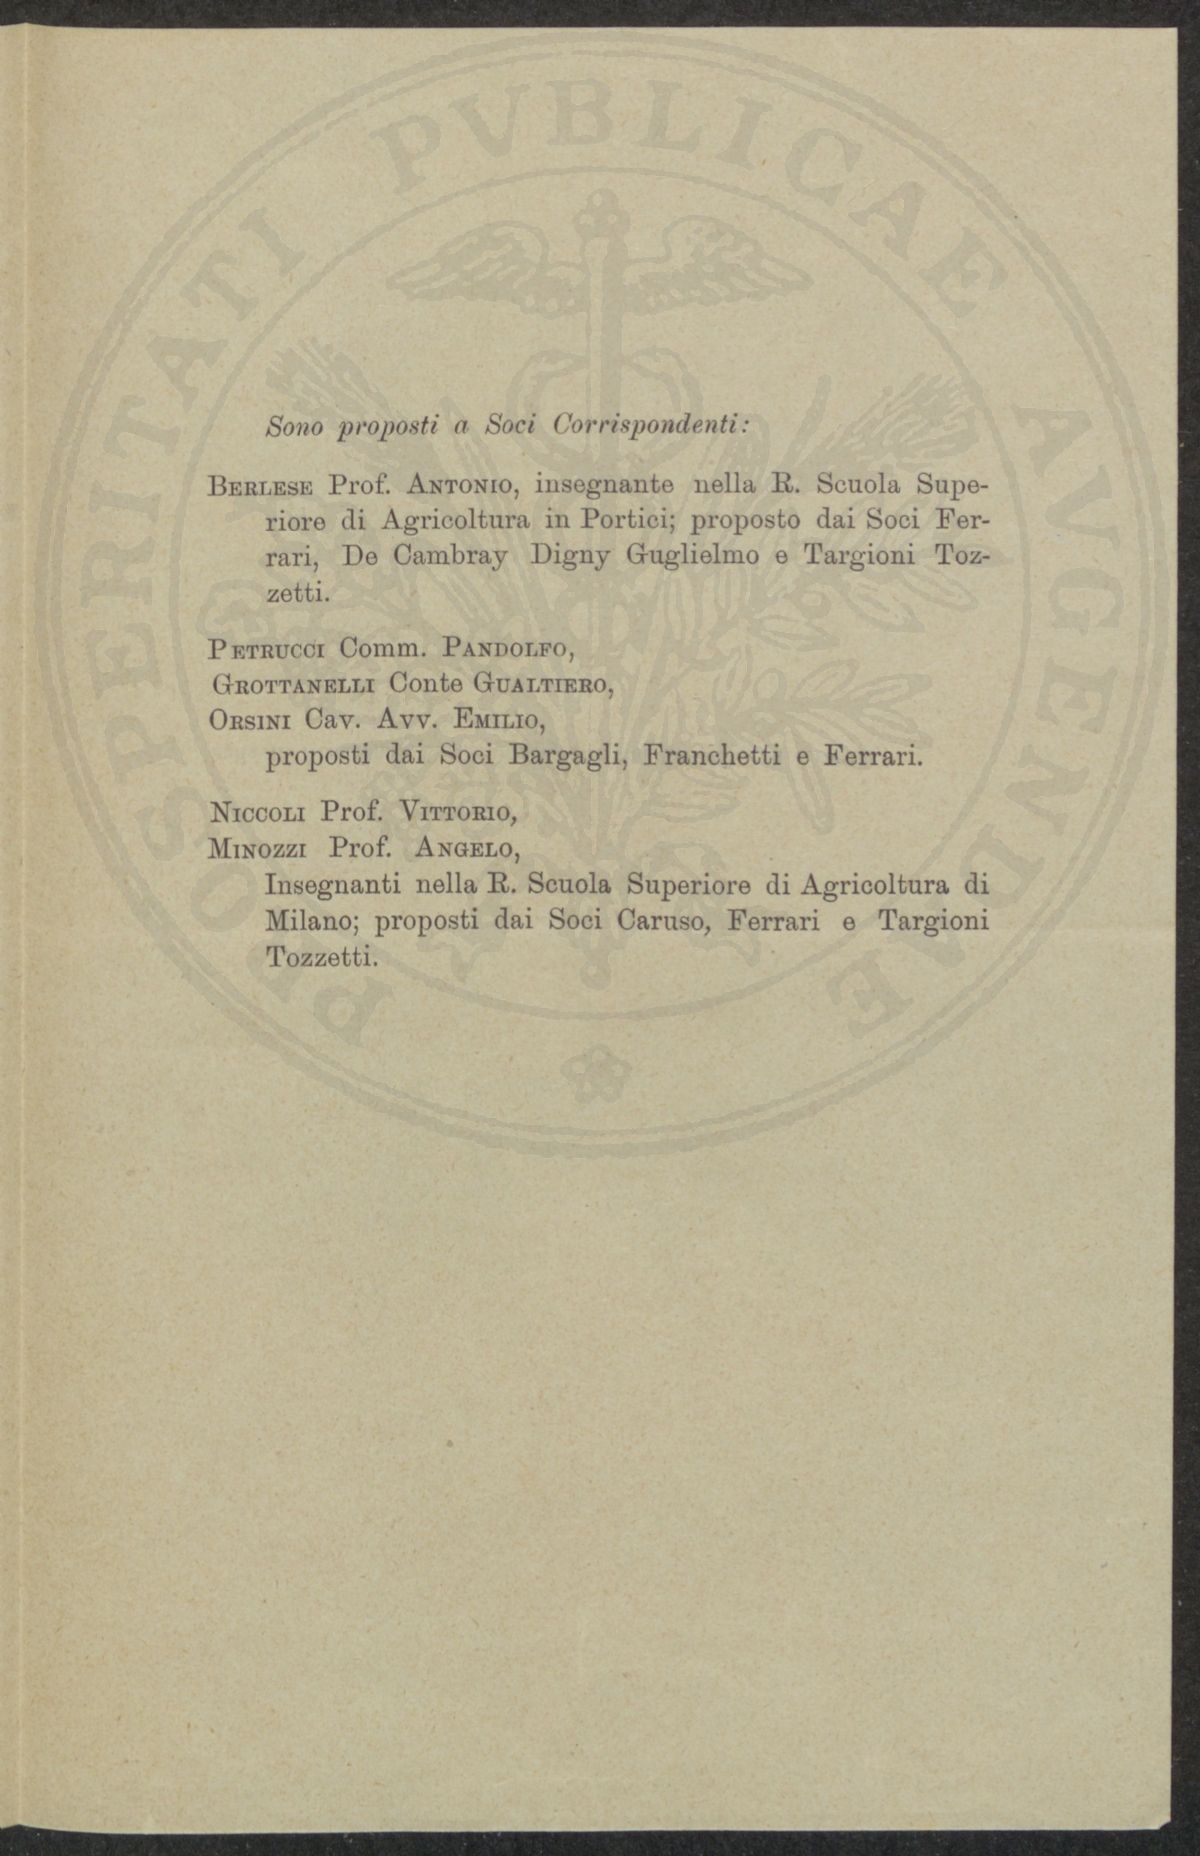 PROSPERITATI PVBLICAE AVGENDAE
Sono proposti a Soci Corrispondenti:
BERLESE Prof. ANTONIO, insegnante nella R. Scuola Supe-
riore di Agricoltura in Portici; proposto dai Soci Fer-
rari, De Cambray Digny Guglielmo e Targioni Toz-
zetti.
PETRUCCI Comm. PANDOLFO,
GROTTANELLI Conte GUALTIERO,
ORSINI Cav. Avv. EMILIO,
proposti dai Soci Bargagli, Franchetti e Ferrari.
NICCOLI Prof. VITTORIO,
MINOZZI Prof. ANGELO,
Insegnanti nella R. Scuola Superiore di Agricoltura di
Milano; proposti dai Soci Caruso, Ferrari e Targioni
Tozzetti.